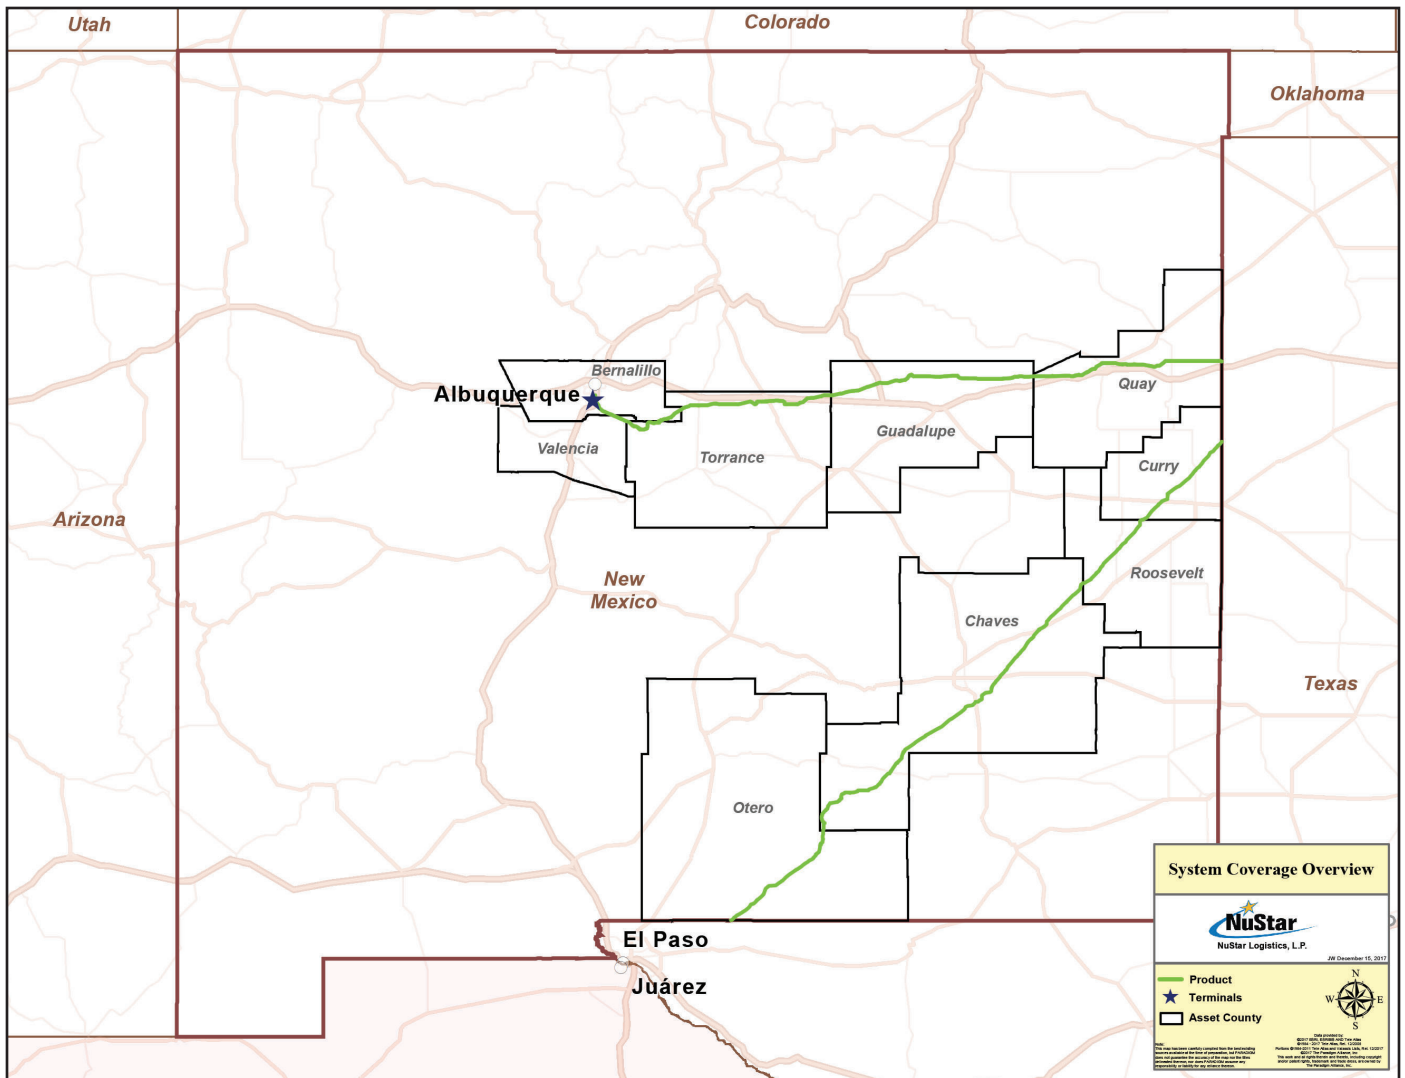 Utah
Colorado
Oklahoma
Bernalillo
Albuquerque
Quay
Guadalupe
Valencia
Torrance
Curry
Arizona
New
Mexico
Roosevelt
Chaves
Texas
Otero
El Paso
Juárez
System Coverage Overview
NuStar
NuStar Logistics, L.P.
JW December 15, 2017
Product
Terminals
Asset County
N
W
E
S